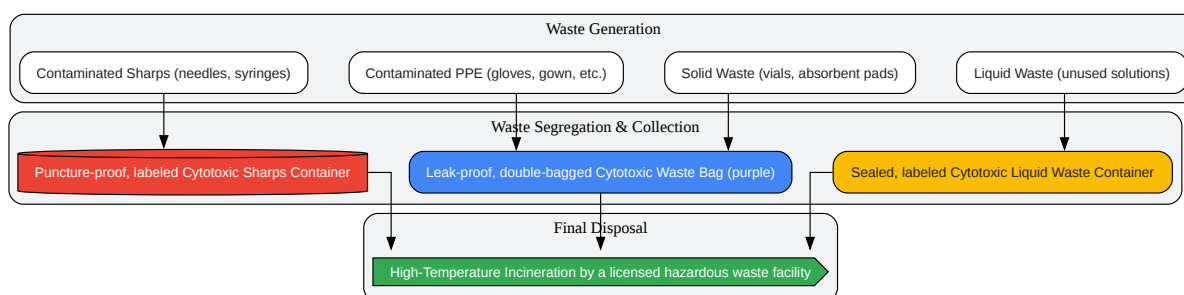 Waste Generation
Contaminated Sharps (needles, syringes)
Contaminated PPE (gloves, gown, etc.)
Solid Waste (vials, absorbent pads)
Liquid Waste (unused solutions)
Waste Segregation & Collection
Puncture-proof, labeled Cytotoxic Sharps Container
Leak-proof, double-bagged Cytotoxic Waste Bag (purple)
Sealed, labeled Cytotoxic Liquid Waste Container
Final Disposal
High-Temperature Incineration by a licensed hazardous waste facility